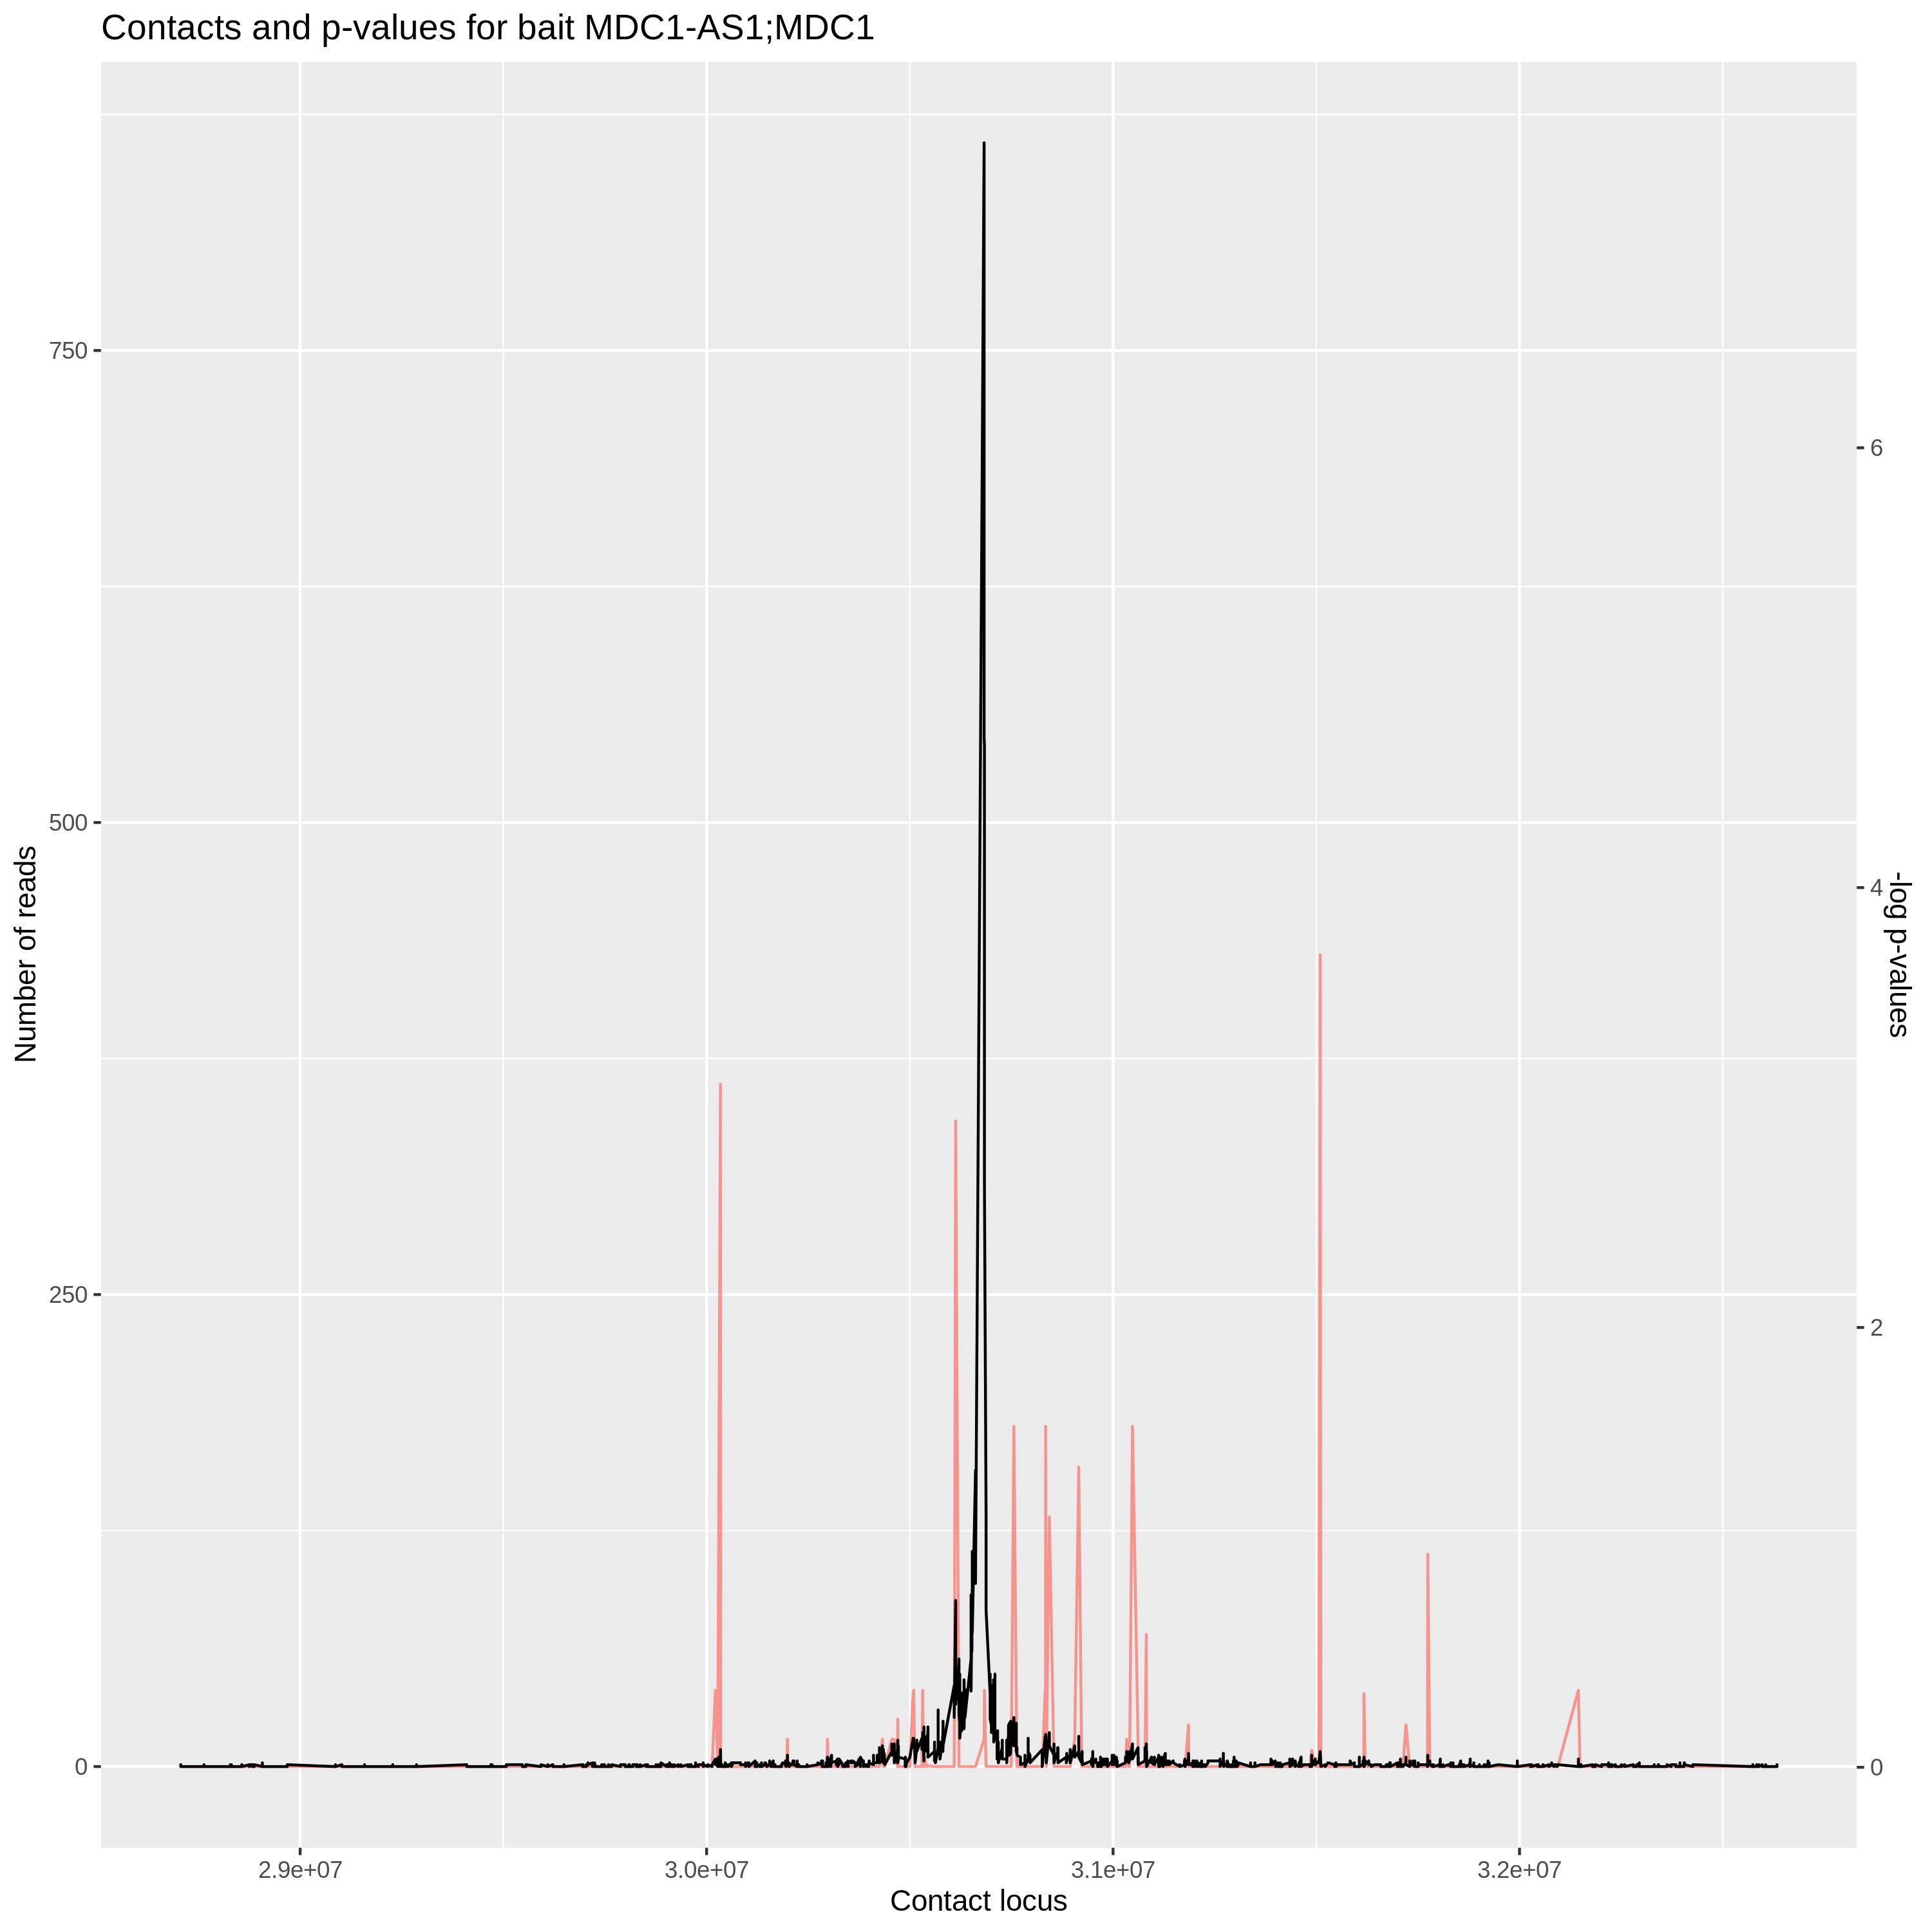 Contacts and p-values for bait MDC1-AS1;MDC1
Number of reads
750
500
250
0
6
4
2
0
-log p-values
2.9e+07
3.0e+07
3.1e+07
3.2e+07
Contact locus